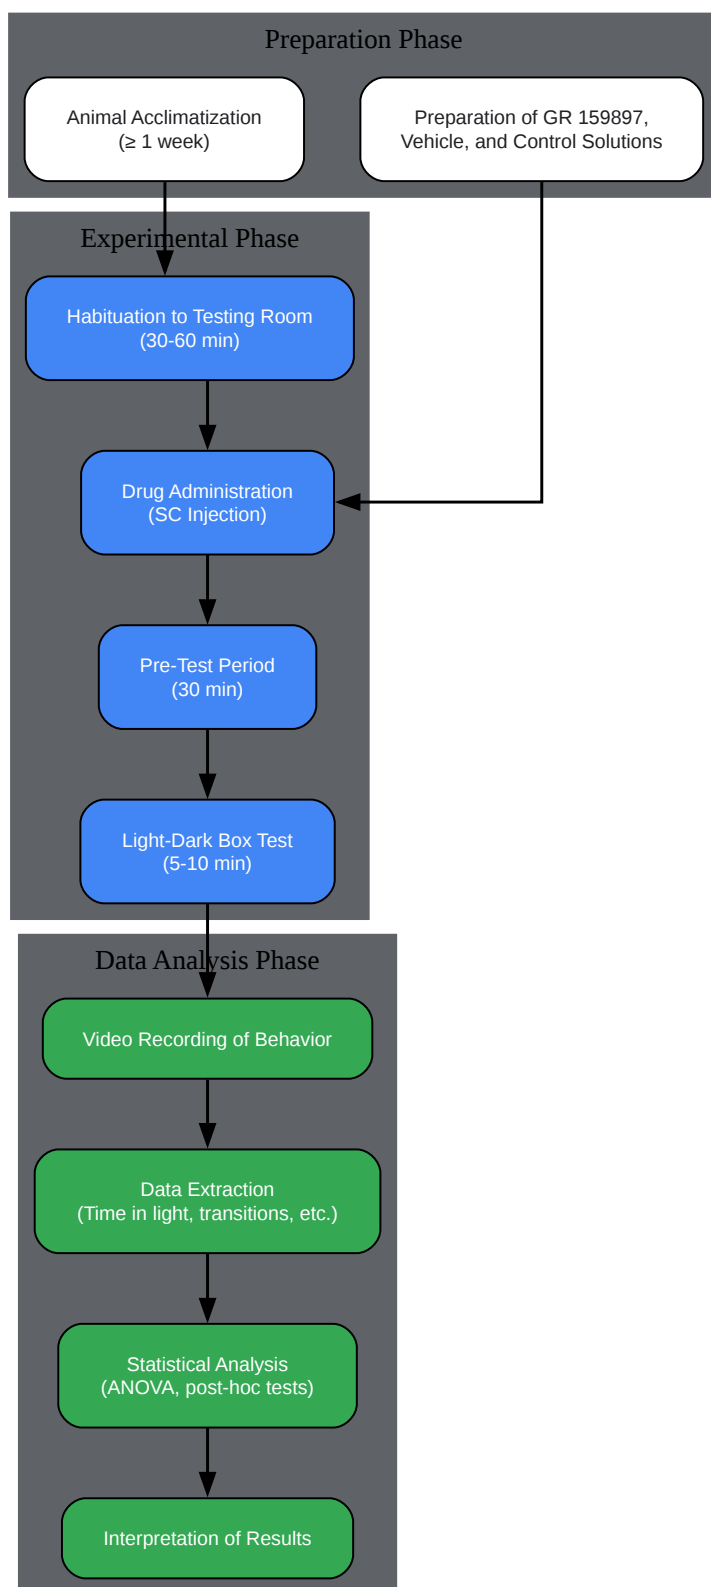 Preparation Phase
Animal Acclimatization
(≥ 1 week)
Preparation of GR 159897,
Vehicle, and Control Solutions
Experimental Phase
Habituation to Testing Room
(30-60 min)
Drug Administration
(SC Injection)
Pre-Test Period
(30 min)
Light-Dark Box Test
(5-10 min)
Data Analysis Phase
Video Recording of Behavior
Data Extraction
(Time in light, transitions, etc.)
Statistical Analysis
(ANOVA, post-hoc tests)
Interpretation of Results